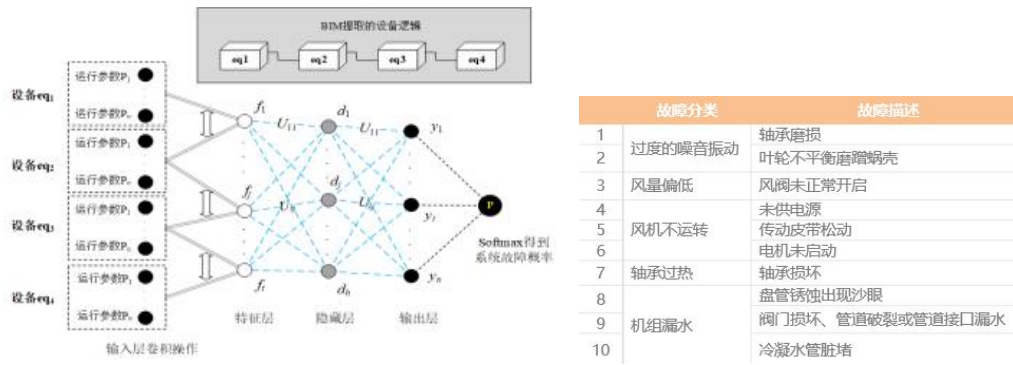 BIM提取的设备逻辑
eq1
eq2
eq3
eq4
设备eq1
运行参数P1
运行参数Pn
设备eq2
运行参数P1
运行参数Pn
设备eq3
运行参数P1
运行参数Pn
设备eq4
运行参数P1
运行参数Pn
f1
fj
ft
U11
d1
dj
dh
U11
y1
yj
yn
P
Softmax得到
系统故障概率
特征层
隐藏层
输出层
输入层卷积操作
故障分类 故障描述
1 过度的噪音振动 轴承磨损
2 叶轮不平衡磨蹭蜗壳
3 风量偏低 风阀未正常开启
4 风机不运转 未供电源
5 传动皮带松动
6 电机未启动
7 轴承过热 轴承损坏
8 机组漏水 盘管锈蚀出现沙眼
9 阀门损坏、管道破裂或管道接口漏水
10 冷凝水管脏堵